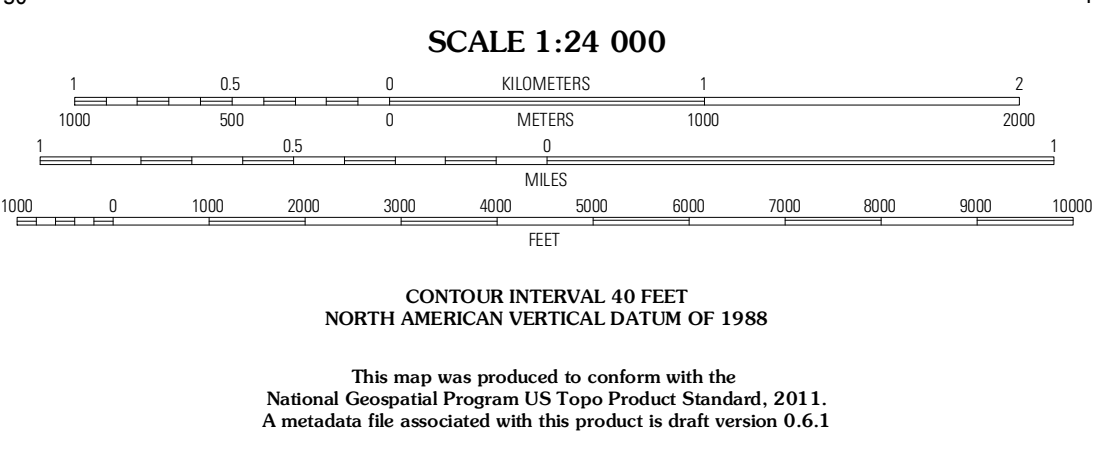 SCALE 1:24 000
1 0.5 0 KILOMETERS 1 2
1000 500 0 METERS 1000 2000
1 0.5 0 1
MILES
1000 0 1000 2000 3000 4000 5000 6000 7000 8000 9000 10000
FEET
CONTOUR INTERVAL 40 FEET
NORTH AMERICAN VERTICAL DATUM OF 1988
This map was produced to conform with the
National Geospatial Program US Topo Product Standard, 2011.
A metadata file associated with this product is draft version 0.6.1